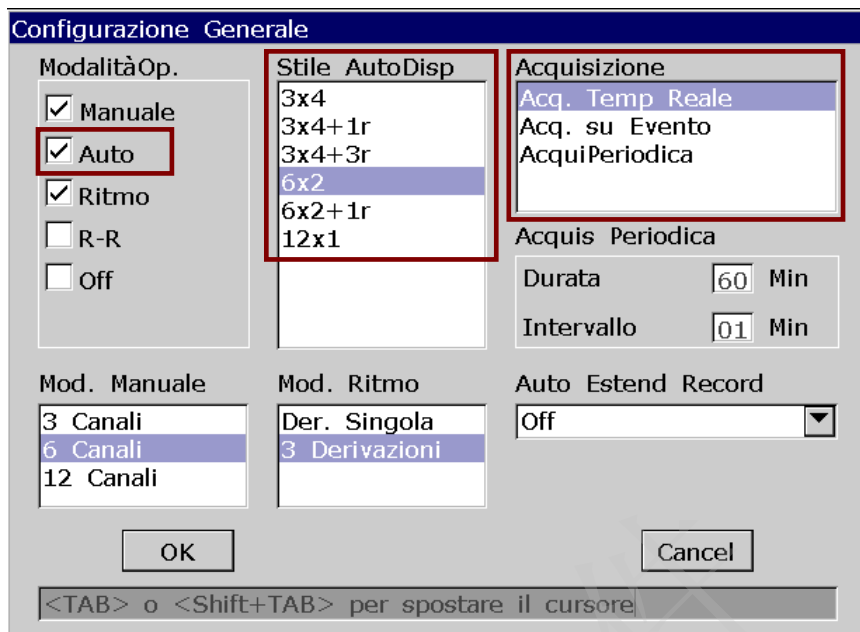 Configurazione Generale
ModalitàOp.
Manuale
Auto
Ritmo
R-R
Off
Stile AutoDisp
3x4
3x4+1r
3x4+3r
6x2
6x2+1r
12x1
Acquisizione
Acq. Temp Reale
Acq. su Evento
AcquiPeriodica
Acquis Periodica
Durata 60 Min
Intervallo 01 Min
Mod. Manuale
3 Canali
6 Canali
12 Canali
Mod. Ritmo
Der. Singola
3 Derivazioni
Auto Estend Record
Off
OK
Cancel
<TAB> o <Shift+TAB> per spostare il cursore